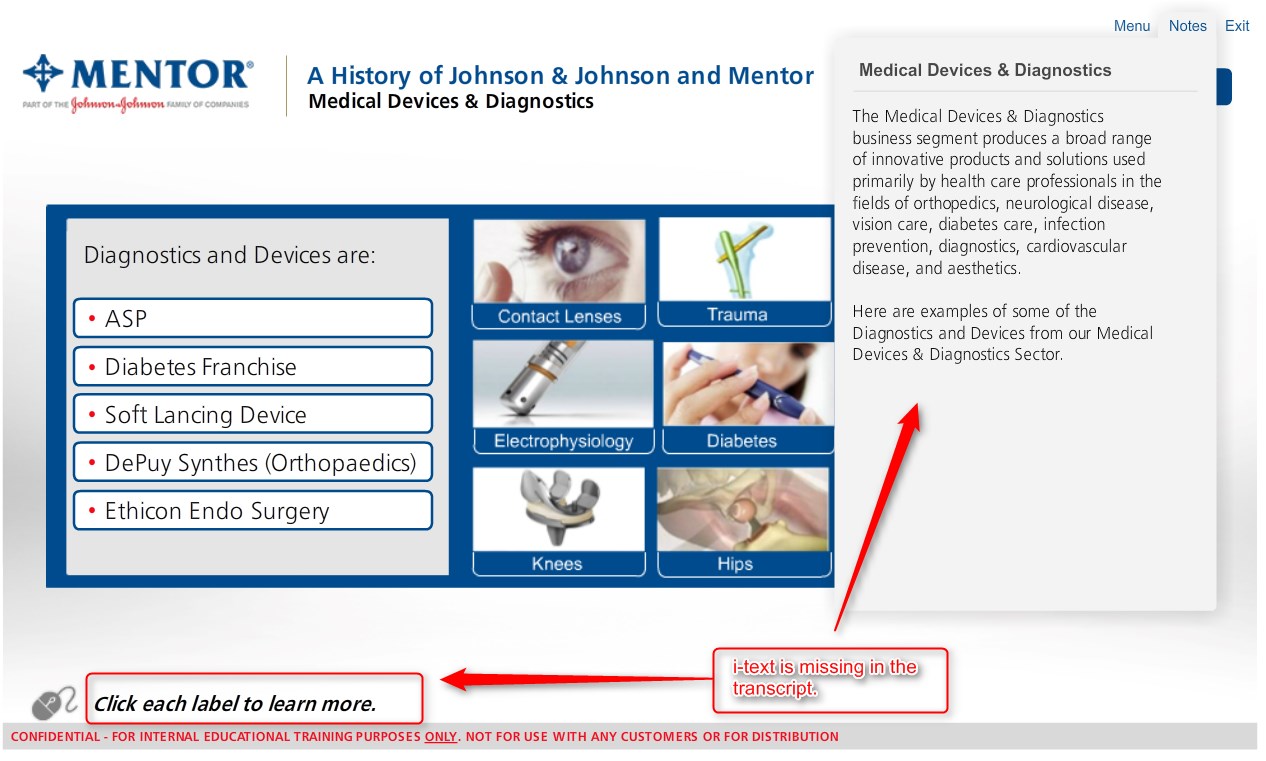 Menu Notes Exit
MENTOR®
PART OF THE Johnson & Johnson FAMILY OF COMPANIES
A History of Johnson & Johnson and Mentor
Medical Devices & Diagnostics
Diagnostics and Devices are:
• ASP
• Diabetes Franchise
• Soft Lancing Device
• DePuy Synthes (Orthopaedics)
• Ethicon Endo Surgery
Contact Lenses
Trauma
Electrophysiology
Diabetes
Knees
Hips
Medical Devices & Diagnostics
The Medical Devices & Diagnostics
business segment produces a broad range
of innovative products and solutions used
primarily by health care professionals in the
fields of orthopedics, neurological disease,
vision care, diabetes care, infection
prevention, diagnostics, cardiovascular
disease, and aesthetics.
Here are examples of some of the
Diagnostics and Devices from our Medical
Devices & Diagnostics Sector.
i-text is missing in the
transcript.
Click each label to learn more.
CONFIDENTIAL - FOR INTERNAL EDUCATIONAL TRAINING PURPOSES ONLY. NOT FOR USE WITH ANY CUSTOMERS OR FOR DISTRIBUTION